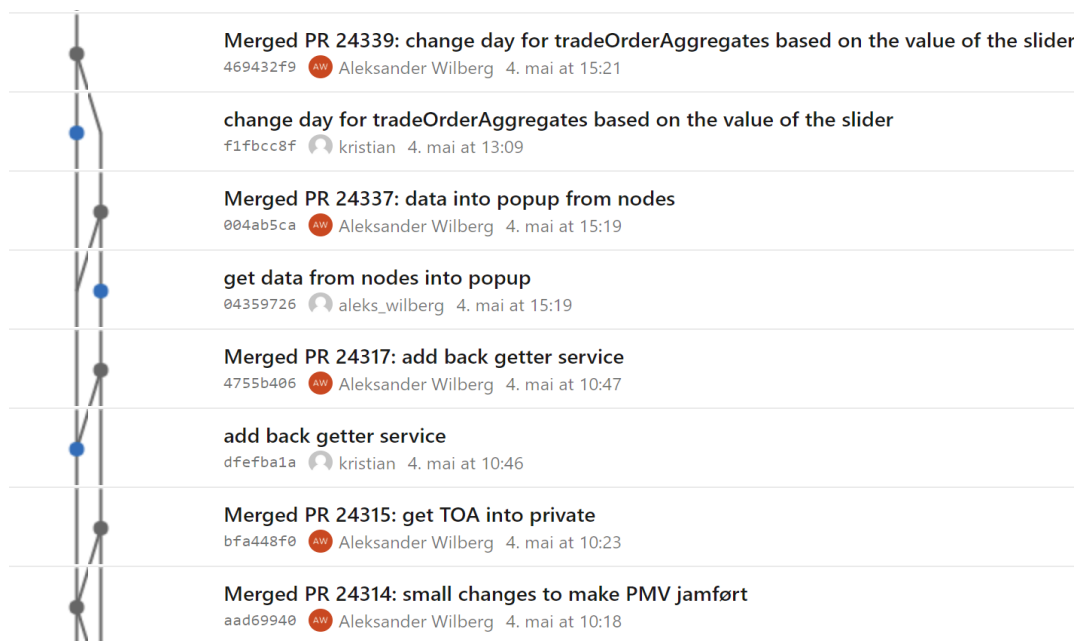 Merged PR 24339: change day for tradeOrderAggregates based on the value of the slider
469432f9 AW Aleksander Wilberg 4. mai at 15:21
change day for tradeOrderAggregates based on the value of the slider
f1fbcc8f kristian 4. mai at 13:09
Merged PR 24337: data into popup from nodes
004ab5ca AW Aleksander Wilberg 4. mai at 15:19
get data from nodes into popup
04359726 aleks_wilberg 4. mai at 15:19
Merged PR 24317: add back getter service
4755b406 AW Aleksander Wilberg 4. mai at 10:47
add back getter service
dfefba1a kristian 4. mai at 10:46
Merged PR 24315: get TOA into private
bfa448f0 AW Aleksander Wilberg 4. mai at 10:23
Merged PR 24314: small changes to make PMV jamført
aad69940 AW Aleksander Wilberg 4. mai at 10:18